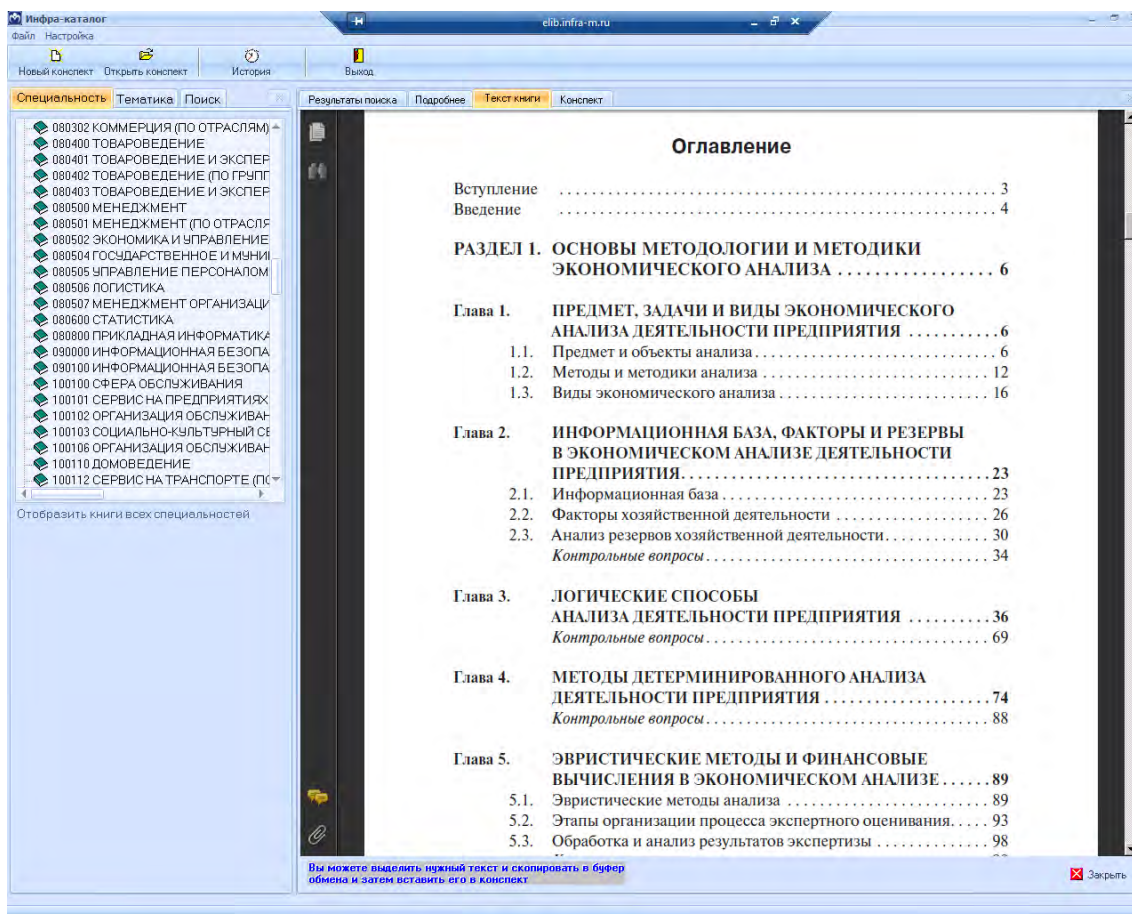 Инфра-каталог
elib.infra-m.ru
Файл Настройка
Новый конспект Открыть конспект История Выход
Специальность Тематика Поиск
Результаты поиска Подробнее Текст книги Конспект
080302 КОММЕРЦИЯ (ПО ОТРАСЛЯМ)
080400 ТОВАРОВЕДЕНИЕ
080401 ТОВАРОВЕДЕНИЕ И ЭКСПЕР
080402 ТОВАРОВЕДЕНИЕ (ПО ГРУПП
080403 ТОВАРОВЕДЕНИЕ И ЭКСПЕР
080500 МЕНЕДЖМЕНТ
080501 МЕНЕДЖМЕНТ (ПО ОТРАСЛЯ
080502 ЭКОНОМИКА И УПРАВЛЕНИЕ
080504 ГОСУДАРСТВЕННОЕ И МУНИ
080505 УПРАВЛЕНИЕ ПЕРСОНАЛОМ
080506 ЛОГИСТИКА
080507 МЕНЕДЖМЕНТ ОРГАНИЗАЦИ
080600 СТАТИСТИКА
080800 ПРИКЛАДНАЯ ИНФОРМАТИКА
090000 ИНФОРМАЦИОННАЯ БЕЗОПА
090100 ИНФОРМАЦИОННАЯ БЕЗОПА
100100 СФЕРА ОБСЛУЖИВАНИЯ
100101 СЕРВИС НА ПРЕДПРИЯТИЯХ
100102 ОРГАНИЗАЦИЯ ОБСЛУЖИВАН
100103 СОЦИАЛЬНО-КУЛЬТУРНЫЙ СЕ
100106 ОРГАНИЗАЦИЯ ОБСЛУЖИВАН
100110 ДОМОВЕДЕНИЕ
100112 СЕРВИС НА ТРАНСПОРТЕ (ПО
Отобразить книги всех специальностей
Оглавление
Вступление . . . . . . . . . . 3
Введение . . . . . . . . . . 4
РАЗДЕЛ 1. ОСНОВЫ МЕТОДОЛОГИИ И МЕТОДИКИ
ЭКОНОМИЧЕСКОГО АНАЛИЗА . . . . . . . . . . 6
Глава 1. ПРЕДМЕТ, ЗАДАЧИ И ВИДЫ ЭКОНОМИЧЕСКОГО
АНАЛИЗА ДЕЯТЕЛЬНОСТИ ПРЕДПРИЯТИЯ . . . . . . . . . . 6
1.1. Предмет и объекты анализа . . . . . . . . . . 6
1.2. Методы и методики анализа . . . . . . . . . . 12
1.3. Виды экономического анализа . . . . . . . . . . 16
Глава 2. ИНФОРМАЦИОННАЯ БАЗА, ФАКТОРЫ И РЕЗЕРВЫ
В ЭКОНОМИЧЕСКОМ АНАЛИЗЕ ДЕЯТЕЛЬНОСТИ
ПРЕДПРИЯТИЯ. . . . . . . . . . 23
2.1. Информационная база . . . . . . . . . . 23
2.2. Факторы хозяйственной деятельности . . . . . . . . . . 26
2.3. Анализ резервов хозяйственной деятельности. . . . . . . . . . 30
Контрольные вопросы . . . . . . . . . . 34
Глава 3. ЛОГИЧЕСКИЕ СПОСОБЫ
АНАЛИЗА ДЕЯТЕЛЬНОСТИ ПРЕДПРИЯТИЯ . . . . . . . . . . 36
Контрольные вопросы . . . . . . . . . . 69
Глава 4. МЕТОДЫ ДЕТЕРМИНИРОВАННОГО АНАЛИЗА
ДЕЯТЕЛЬНОСТИ ПРЕДПРИЯТИЯ . . . . . . . . . . 74
Контрольные вопросы . . . . . . . . . . 88
Глава 5. ЭВРИСТИЧЕСКИЕ МЕТОДЫ И ФИНАНСОВЫЕ
ВЫЧИСЛЕНИЯ В ЭКОНОМИЧЕСКОМ АНАЛИЗЕ . . . . . . 89
5.1. Эвристические методы анализа . . . . . . . . . . 89
5.2. Этапы организации процесса экспертного оценивания. . . . . 93
5.3. Обработка и анализ результатов экспертизы . . . . . . . . . . 98
Вы можете выделить нужный текст и скопировать в буфер
обмена и затем вставить его в конспект
Закрыть